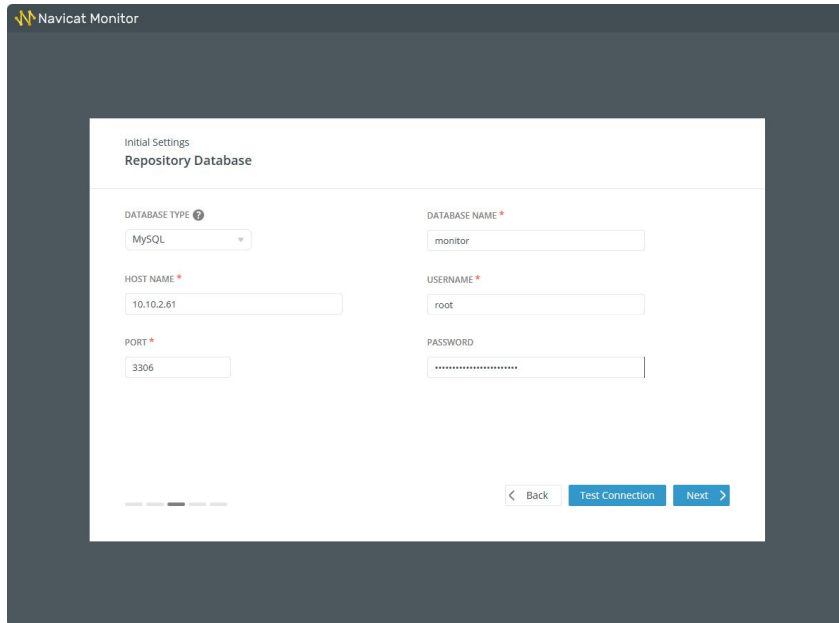 Navicat Monitor
Initial Settings
Repository Database
DATABASE TYPE ?
DATABASE NAME *
MySQL
monitor
HOST NAME *
USERNAME *
10.10.2.61
root
PORT *
PASSWORD
3306
••••••••••••••••••••••••
Back
Test Connection
Next